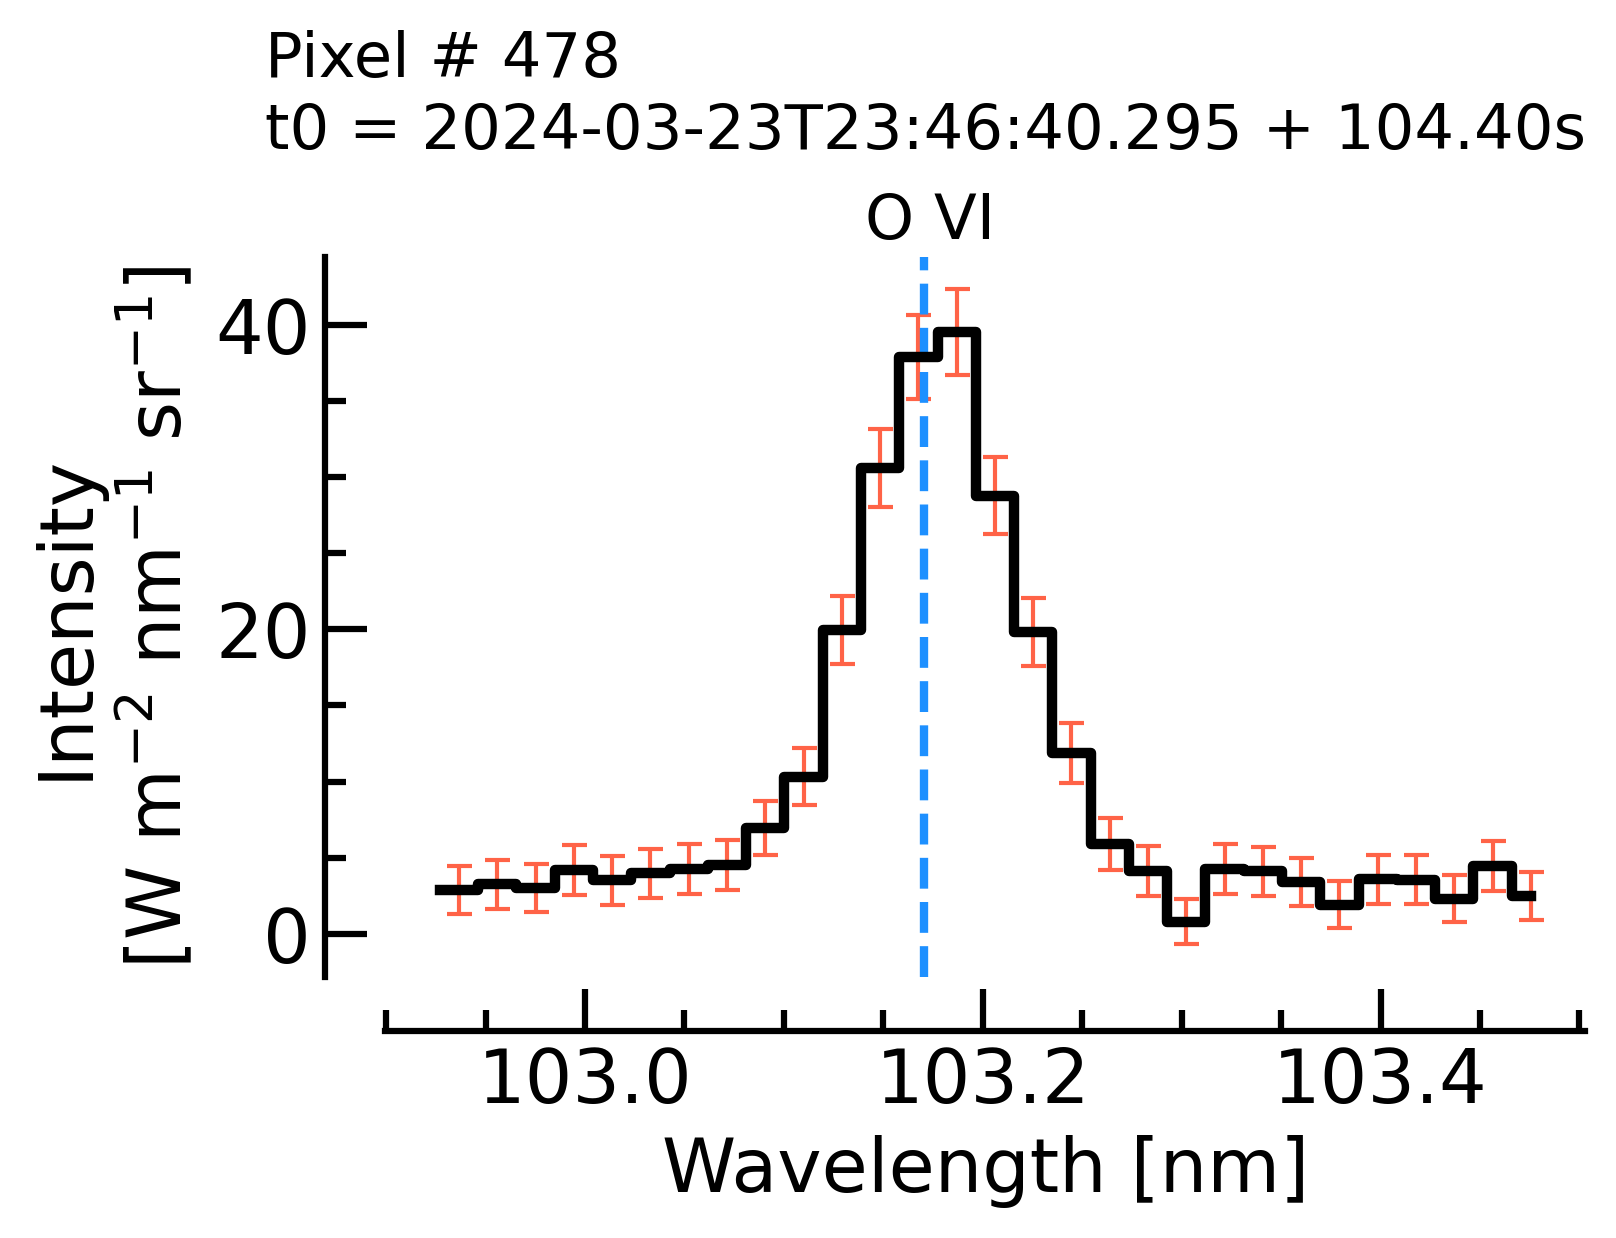 Pixel # 478
t0 = 2024-03-23T23:46:40.295 + 104.40s
O VI
Intensity
[W m⁻² nm⁻¹ sr⁻¹]
40
20
0
103.0 103.2 103.4
Wavelength [nm]